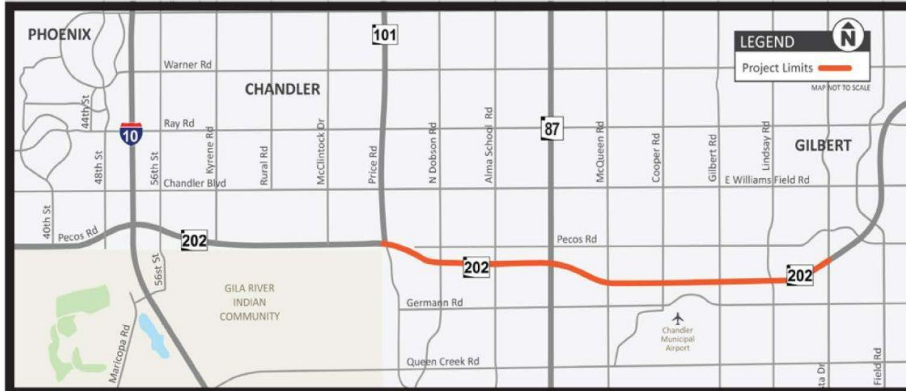 PHOENIX
101
LEGEND
N
Project Limits
MAP NOT TO SCALE
Warner Rd
CHANDLER
44th St
Ray Rd
10
87
GILBERT
48th St
56th St
Kyrene Rd
Rural Rd
McClintock Dr
Price Rd
N Dobson Rd
Alma School Rd
McQueen Rd
Cooper Rd
Gilbert Rd
Lindsay Rd
Chandler Blvd
E Williams Field Rd
40th St
Pecos Rd
202
Pecos Rd
202
202
56st St
GILA RIVER
INDIAN
COMMUNITY
Germann Rd
Chandler
Municipal
Airport
Maricopa Rd
Queen Creek Rd
ta Dr
Field Rd